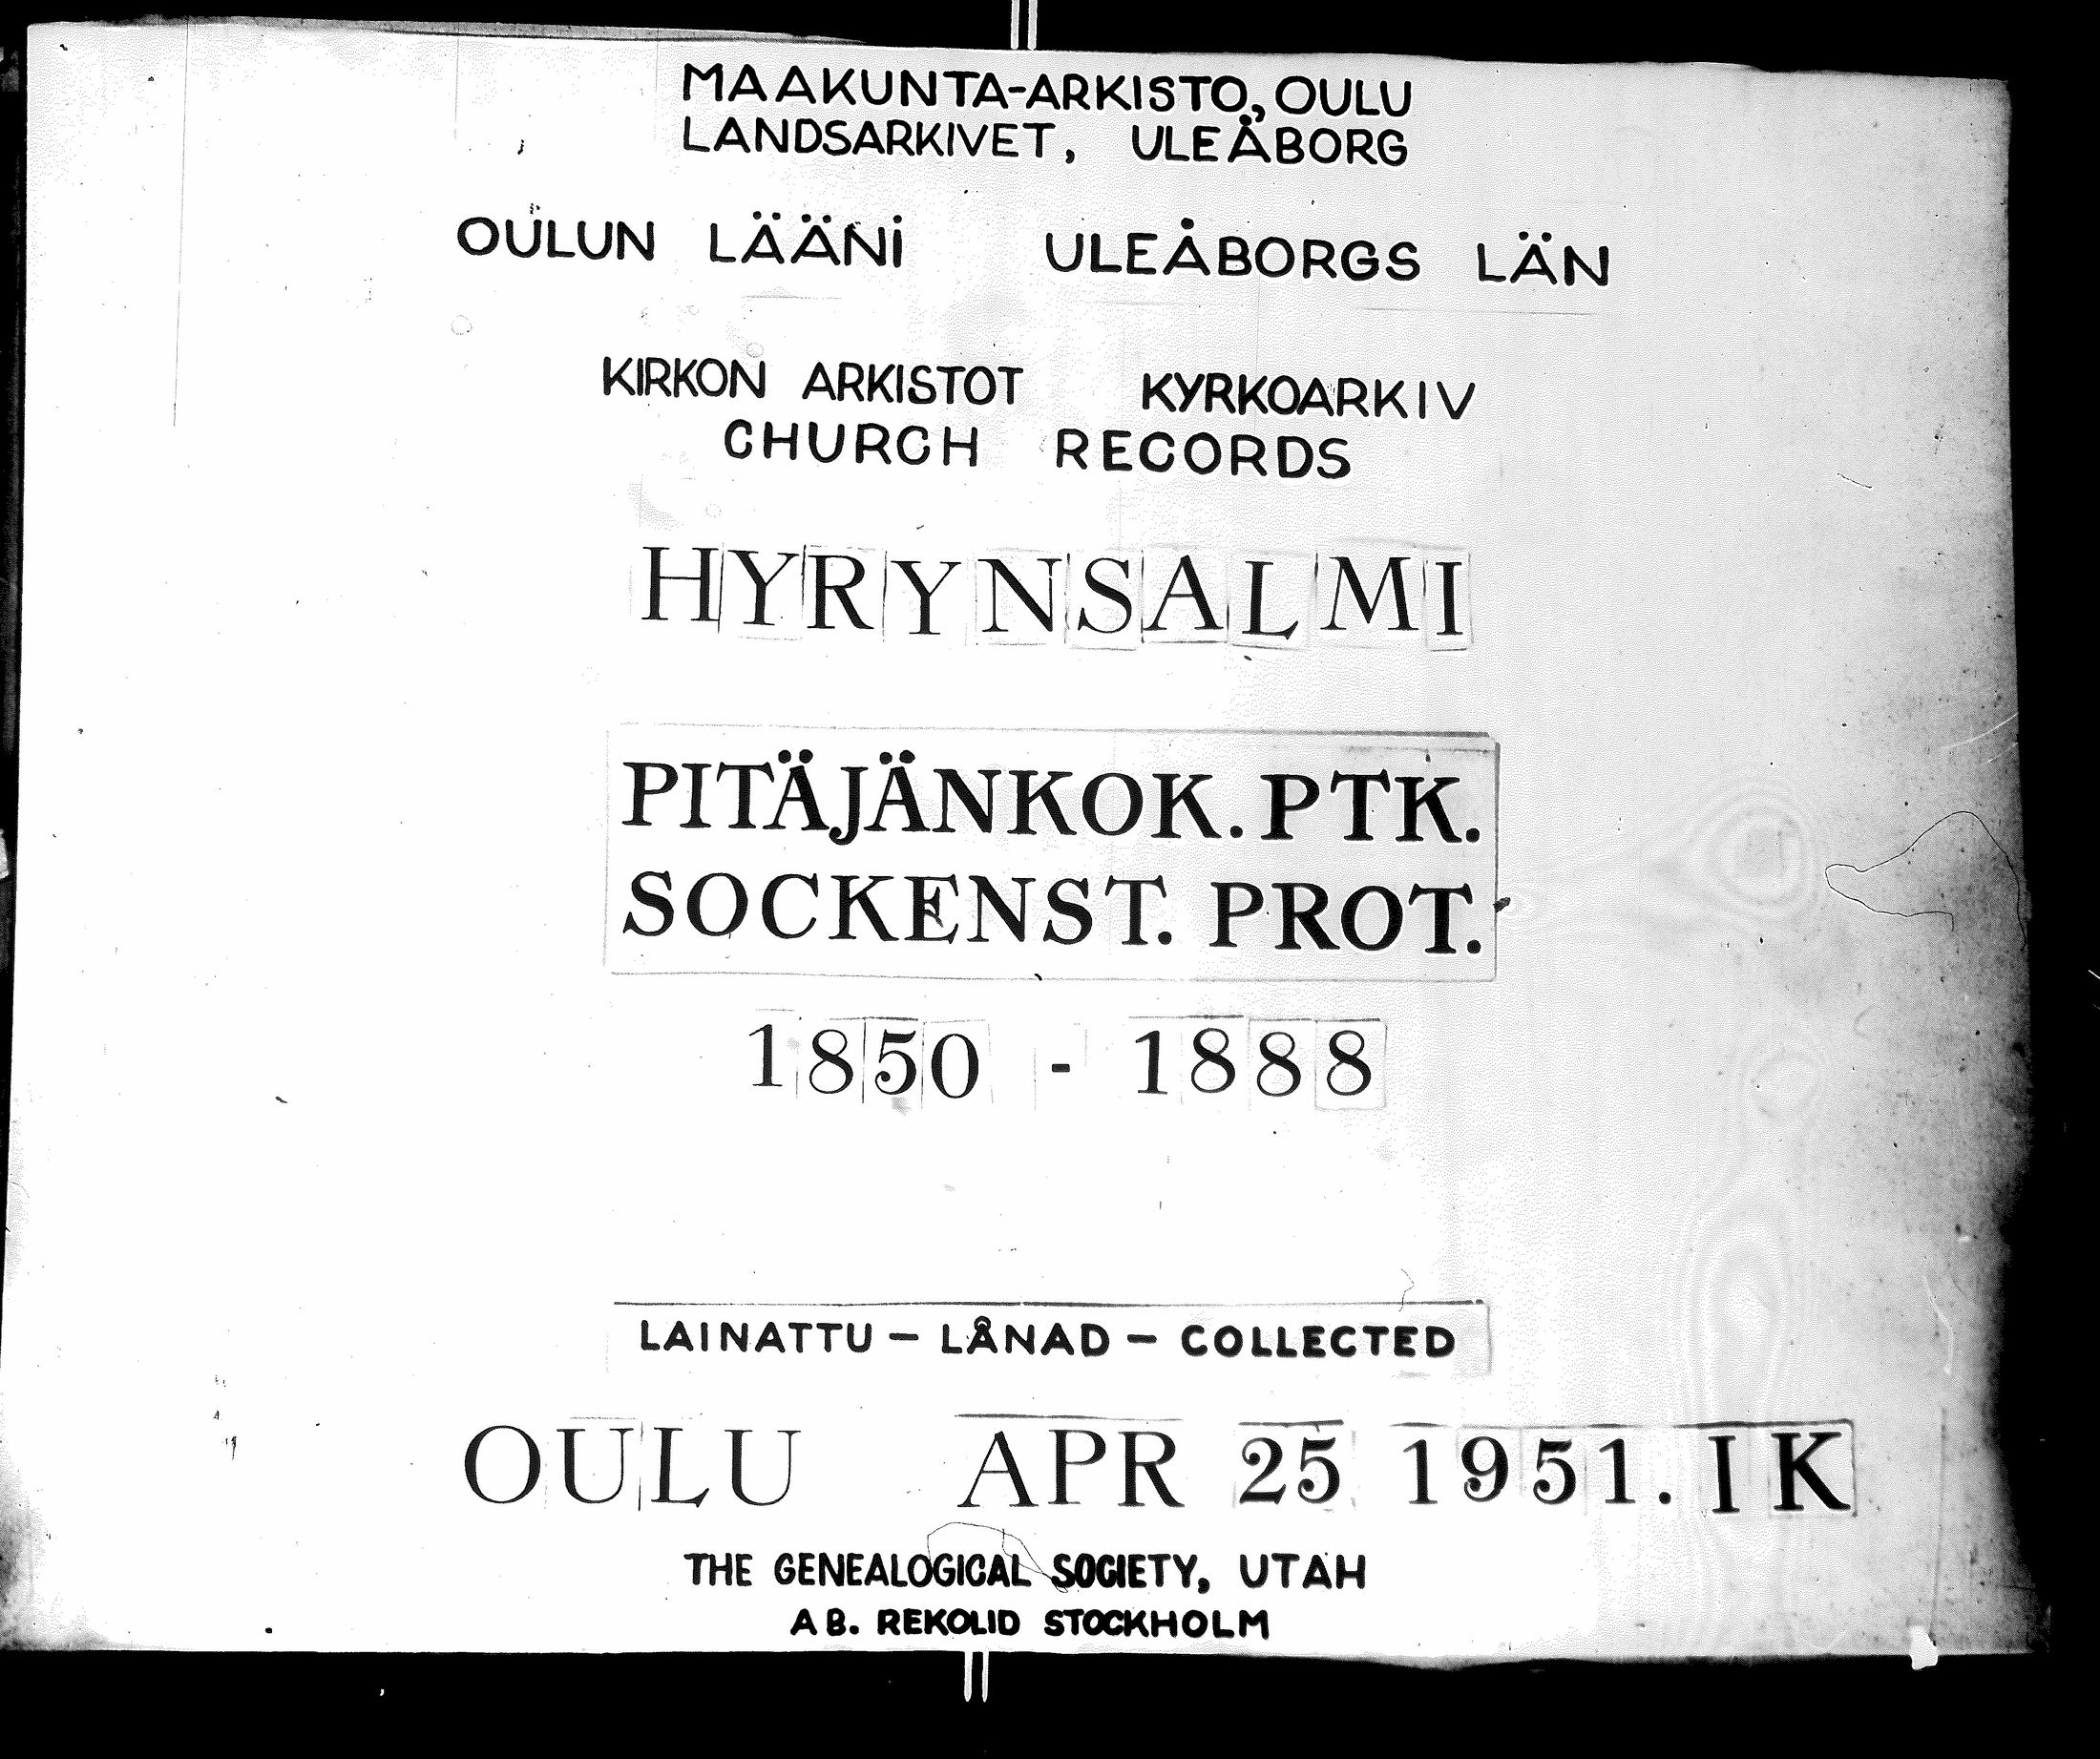 MAAKUNTA-ARKISTO, OULU
LANDSARKIVET, ULEÅBORG
OULUN LÄÄNI ULEÅBORGS LÄN
KIRKON ARKISTOT KYRKOARKIV
CHURCH RECORDS
HYRYNSALMI
PITÄJÄNKOK. PTK.
SOCKENST. PROT.
1850 - 1888
LAINATTU – LÅNAD – COLLECTED
OULU APR 25 1951. IK
THE GENEALOGICAL SOCIETY, UTAH
AB. REKOLID STOCKHOLM